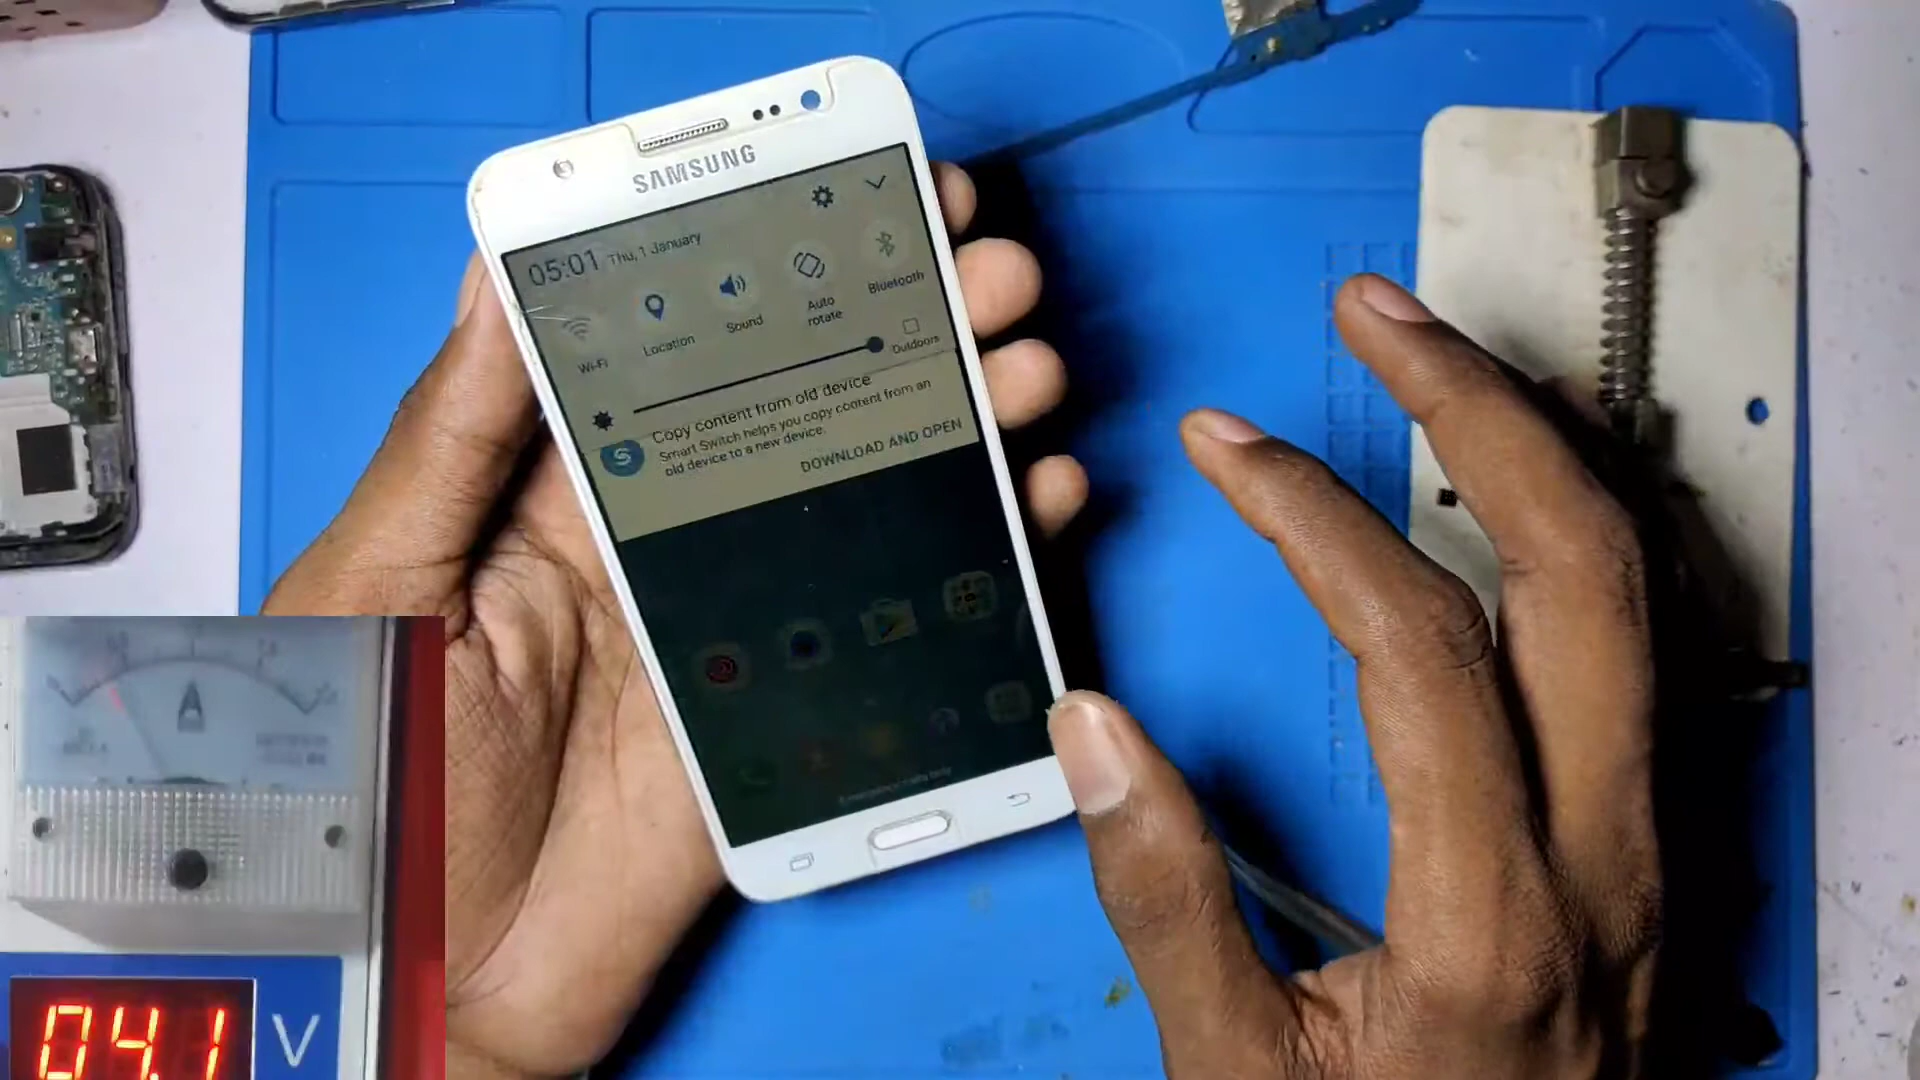 SAMSUNG
05:01 Thu, 1 January
Wi-Fi
Location
Sound
Auto
rotate
Bluetooth
Outdoors
Copy content from old device
Smart Switch helps you copy content from an
old device to a new device.
DOWNLOAD AND OPEN
A
04.1 V